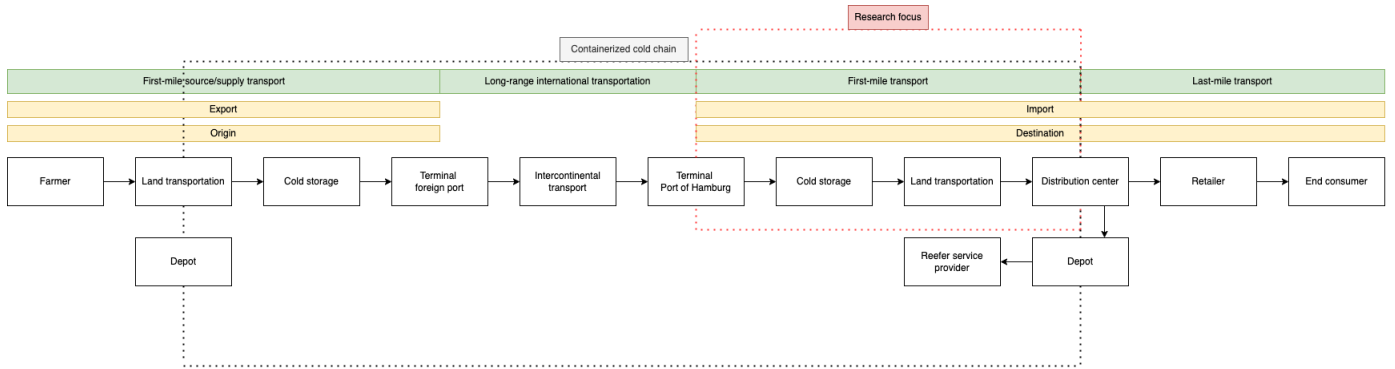 Research focus
Containerized cold chain
First-mile source/supply transport
Long-range international transportation
First-mile transport
Last-mile transport
Export
Import
Origin
Destination
Farmer
Land transportation
Cold storage
Terminal
foreign port
Intercontinental
transport
Terminal
Port of Hamburg
Cold storage
Land transportation
Distribution center
Retailer
End consumer
Depot
Reefer service
provider
Depot